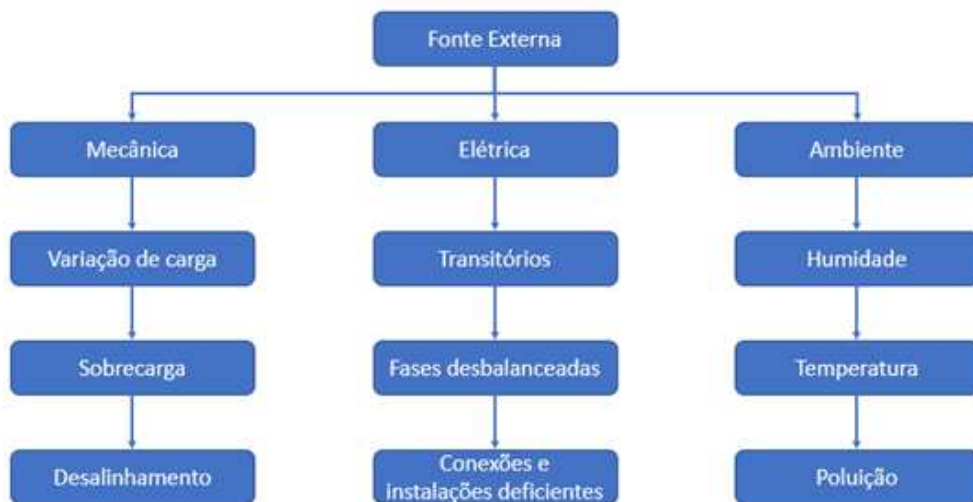 Fonte Externa
Mecânica
Elétrica
Ambiente
Variação de carga
Transitórios
Humidade
Sobrecarga
Fases desbalanceadas
Temperatura
Desalinhamento
Conexões e
instalações deficientes
Poluição